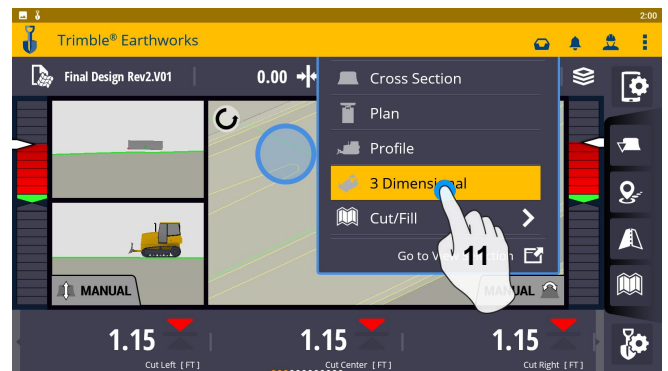 2:00
Trimble® Earthworks
Final Design Rev2.V01
0.00
Cross Section
Plan
Profile
3 Dimensional
Cut/Fill
Go to
11
MANUAL
MANUAL
1.15
1.15
1.15
Cut Left [ FT ]
Cut Center [ FT ]
Cut Right [ FT ]